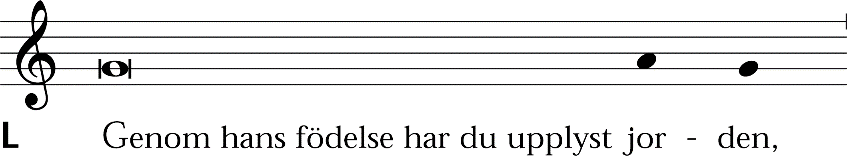 L Genom hans födelse har du upplyst jor - den,